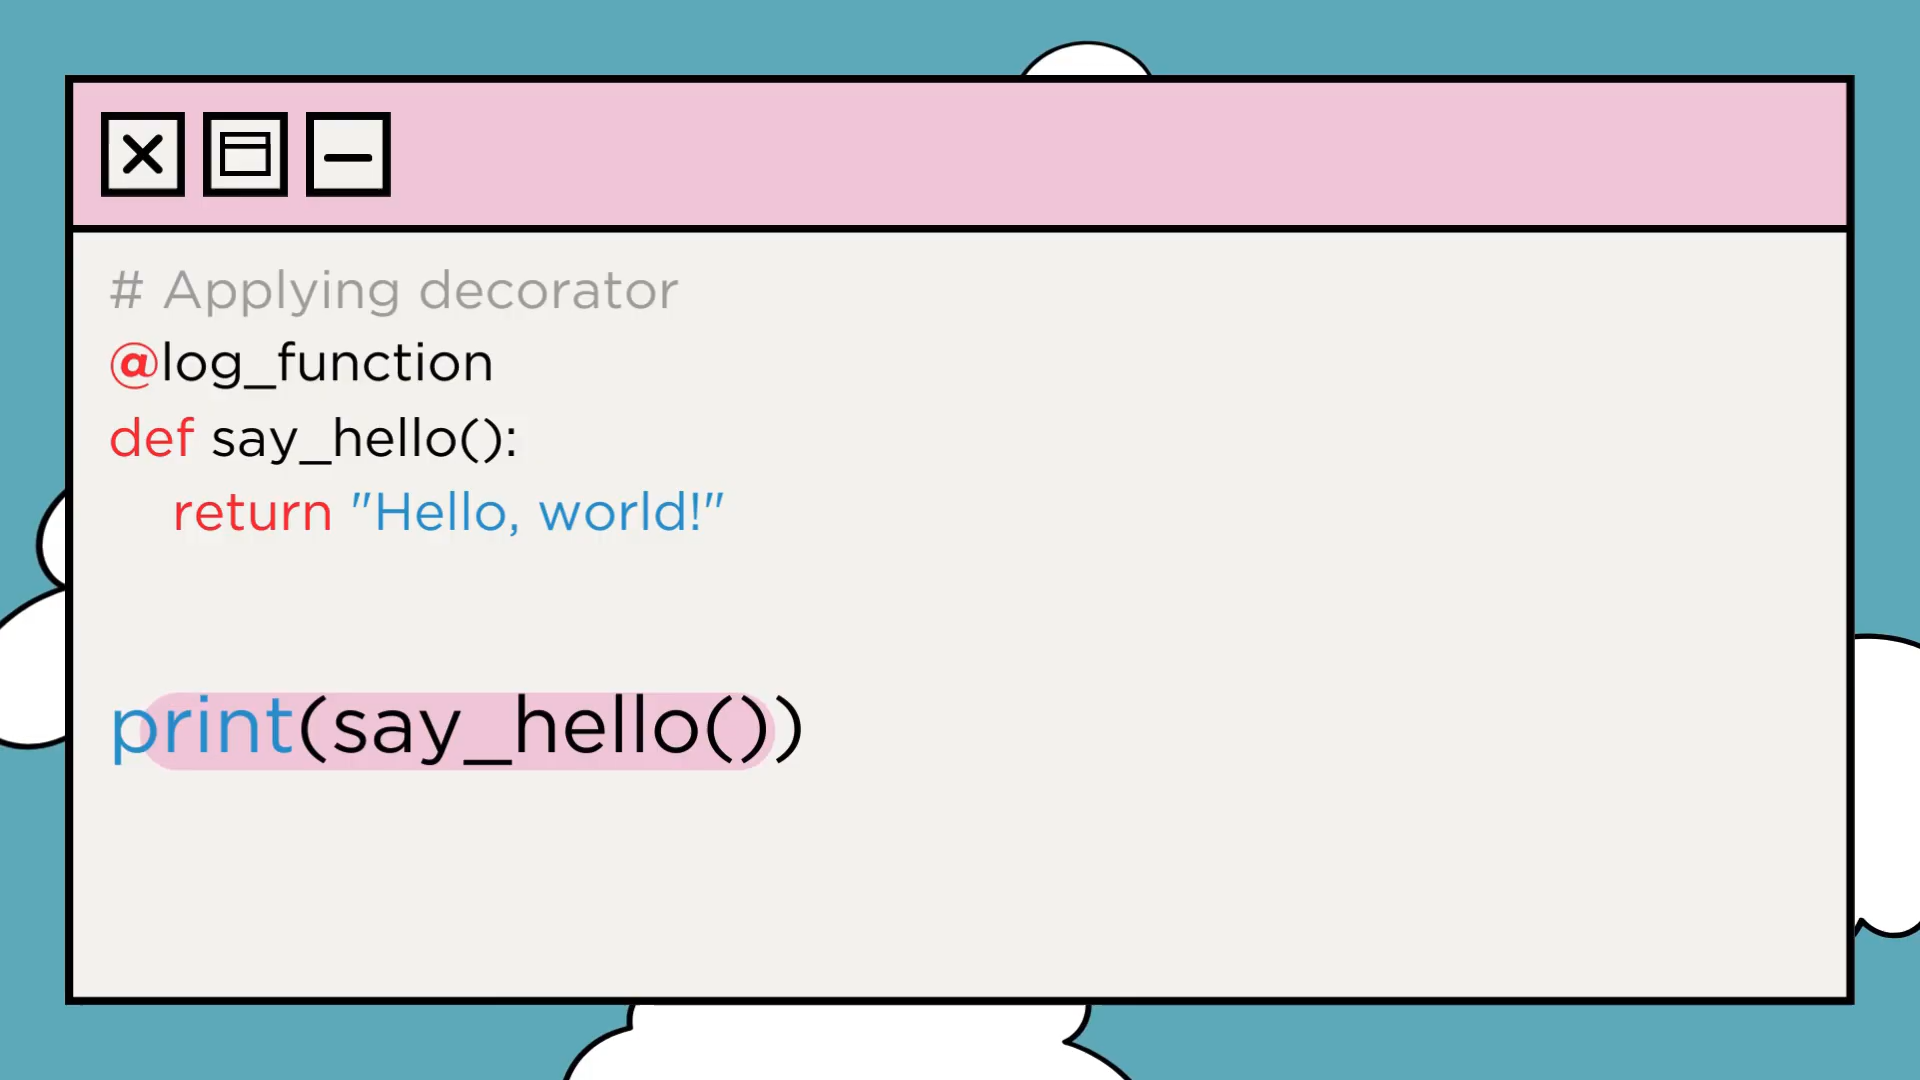 # Applying decorator
@log_function
def say_hello():
return "Hello, world!"
print(say_hello())